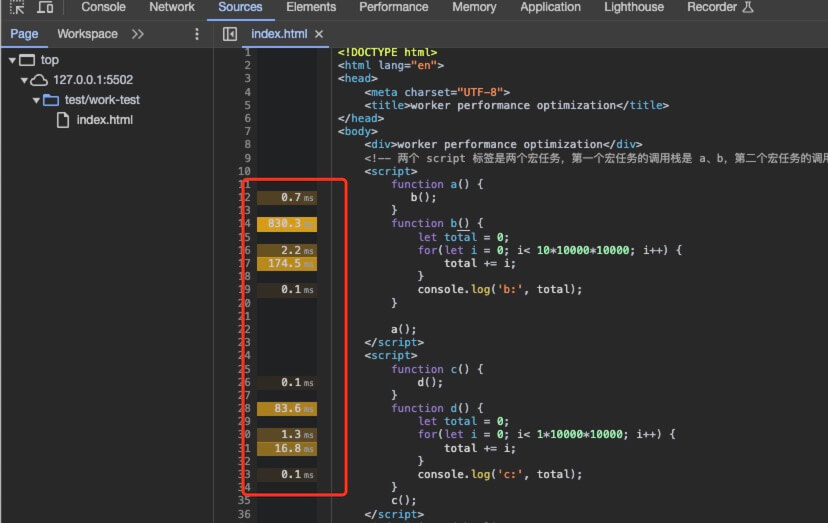 Console Network Sources Elements Performance Memory Application Lighthouse Recorder
Page Workspace
index.html
top
127.0.0.1:5502
test/work-test
index.html
1 <!DOCTYPE html>
2 <html lang="en">
3 <head>
4 <meta charset="UTF-8">
5 <title>worker performance optimization</title>
6 </head>
7 <body>
8 <div>worker performance optimization</div>
9 <!-- 两个 script 标签是两个宏任务，第一个宏任务的调用栈是 a、b，第二个宏任务的调用
10 <script>
11 function a() {
12 0.7 ms b();
13 }
14 830.3 ms function b() {
15 let total = 0;
16 2.2 ms for(let i = 0; i< 10*10000*10000; i++) {
17 174.5 ms total += i;
18 }
19 0.1 ms console.log('b:', total);
20 }
21
22 a();
23 </script>
24 <script>
25 function c() {
26 0.1 ms d();
27 }
28 83.6 ms function d() {
29 let total = 0;
30 1.3 ms for(let i = 0; i< 1*10000*10000; i++) {
31 16.8 ms total += i;
32 }
33 0.1 ms console.log('c:', total);
34 }
35 c();
36 </script>